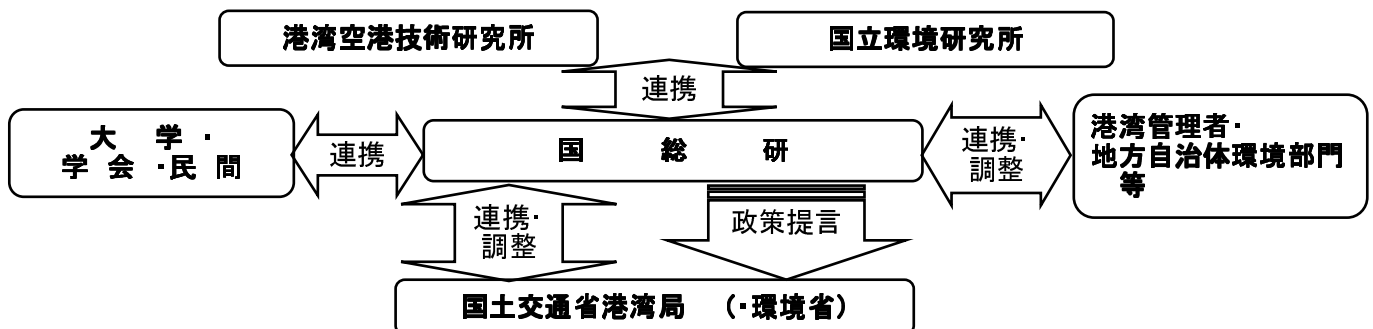 港湾空港技術研究所
国立環境研究所
連携
大 学・
学 会 ・民 間
連携
国 総 研
連携・
調整
港湾管理者・
地方自治体環境部門
等
連携・
調整
政策提言
国土交通省港湾局 （・環境省）